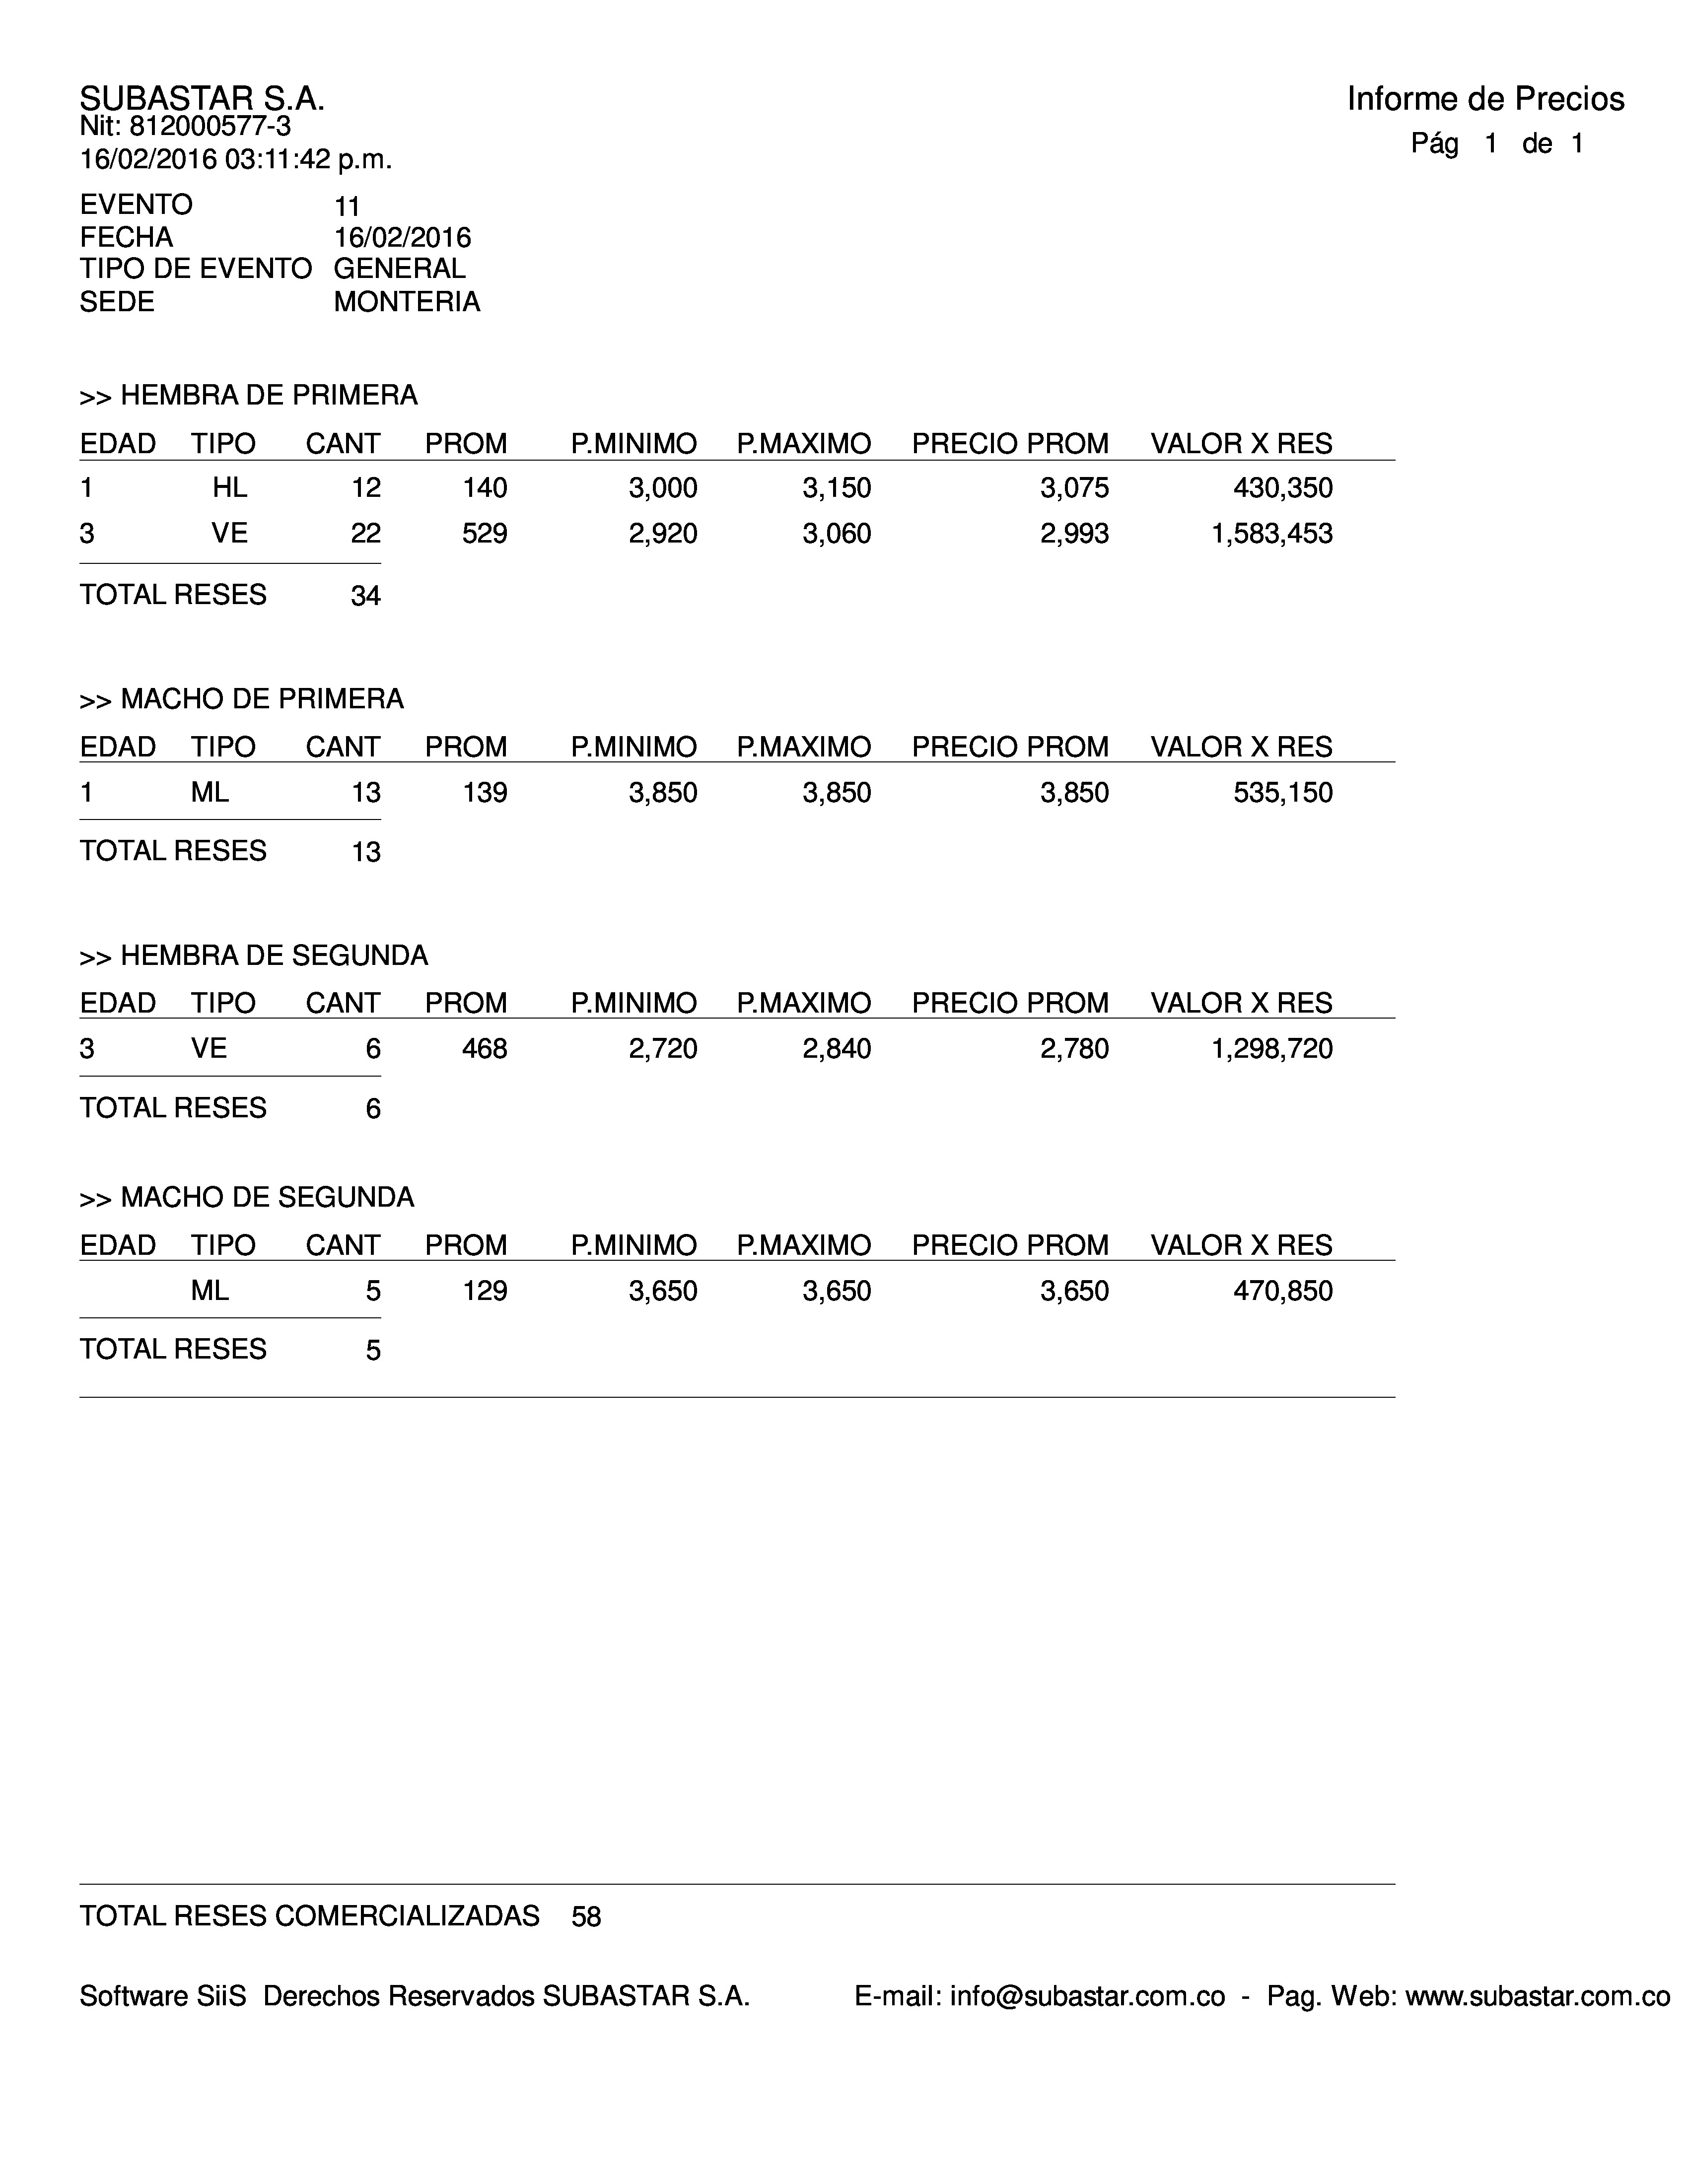 SUBASTAR S.A. Informe de Precios
Nit: 812000577-3
16/02/2016 03:11:42 p.m. Pág 1 de 1
EVENTO 11
FECHA 16/02/2016
TIPO DE EVENTO GENERAL
SEDE MONTERIA
>> HEMBRA DE PRIMERA
EDAD TIPO CANT PROM P.MINIMO P.MAXIMO PRECIO PROM VALOR X RES
1 HL 12 140 3,000 3,150 3,075 430,350
3 VE 22 529 2,920 3,060 2,993 1,583,453
TOTAL RESES 34
>> MACHO DE PRIMERA
EDAD TIPO CANT PROM P.MINIMO P.MAXIMO PRECIO PROM VALOR X RES
1 ML 13 139 3,850 3,850 3,850 535,150
TOTAL RESES 13
>> HEMBRA DE SEGUNDA
EDAD TIPO CANT PROM P.MINIMO P.MAXIMO PRECIO PROM VALOR X RES
3 VE 6 468 2,720 2,840 2,780 1,298,720
TOTAL RESES 6
>> MACHO DE SEGUNDA
EDAD TIPO CANT PROM P.MINIMO P.MAXIMO PRECIO PROM VALOR X RES
ML 5 129 3,650 3,650 3,650 470,850
TOTAL RESES 5
TOTAL RESES COMERCIALIZADAS 58
Software SiiS Derechos Reservados SUBASTAR S.A. E-mail: info@subastar.com.co - Pag. Web: www.subastar.com.co